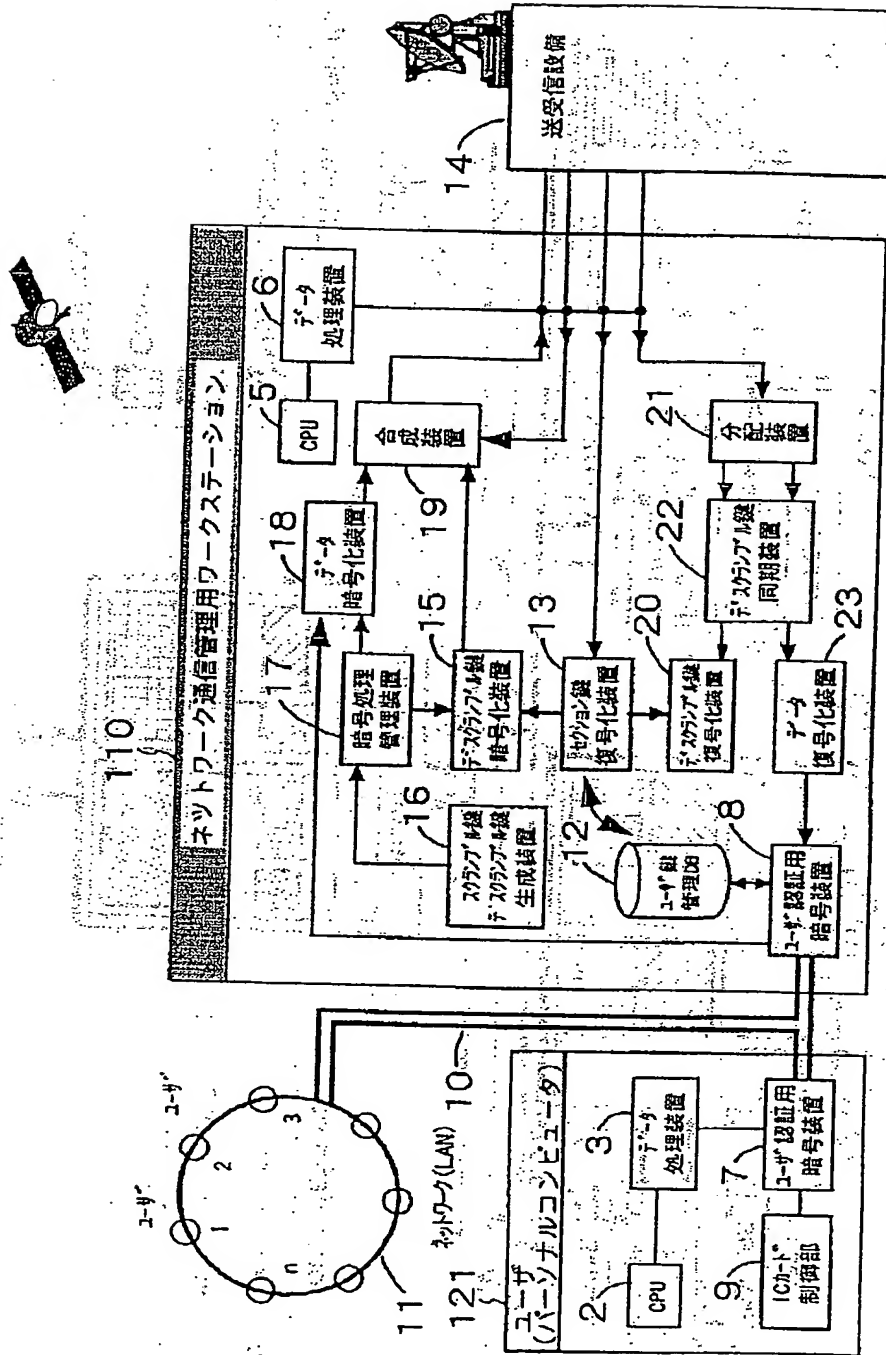 110
ネットワーク通信管理用ワークステーション
5
CPU
6
データ
処理装置
14
送受信設備
17
暗号処理
管理装置
18
データ
暗号化装置
19
合成装置
16
スクランブル鍵
デスクランブル鍵
生成装置
15
デスクランブル鍵
暗号化装置
13
セクション鍵
復号化装置
20
デスクランブル鍵
復号化装置
21
分配装置
22
デスクランブル鍵
同期装置
23
データ
復号化装置
12
ユーザ鍵
管理DB
8
ユーザ認証用
暗号装置
10
ユーザ
ユーザ
1
2
3
n
11
ネットワーク(LAN)
121
ユーザ
(パーソナルコンピュータ)
2
CPU
3
データ
処理装置
7
ユーザ認証用
暗号装置
9
ICカード
制御部